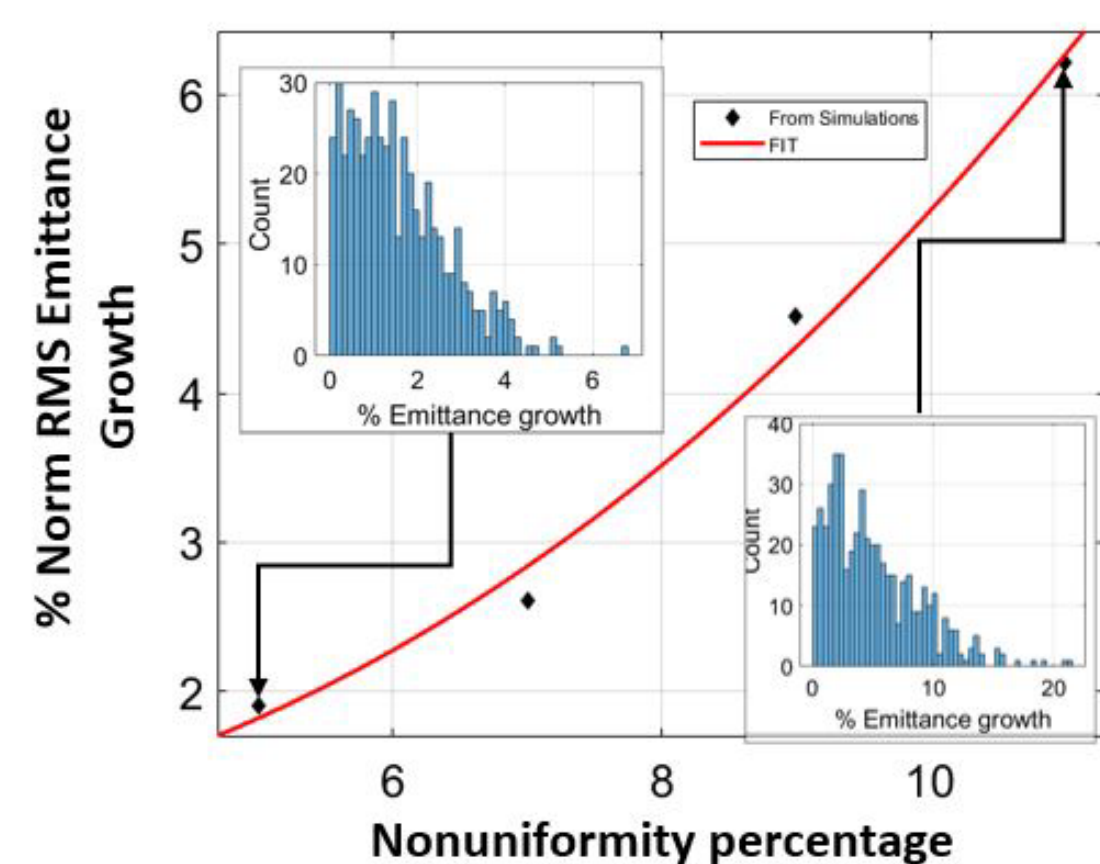 % Norm RMS Emittance
Growth
6
5
4
3
2
30
20
10
0
Count
0 2 4 6
% Emittance growth
From Simulations
FIT
40
30
20
10
0
Count
0 10 20
% Emittance growth
6 8 10
Nonuniformity percentage